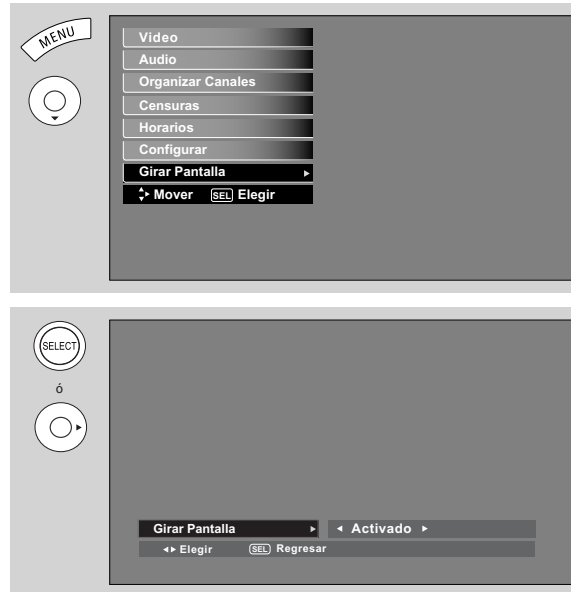 MENU
Video
Audio
Organizar Canales
Censuras
Horarios
Configurar
Girar Pantalla
Mover SEL Elegir
SELECT
ó
Girar Pantalla Activado
Elegir SEL Regresar